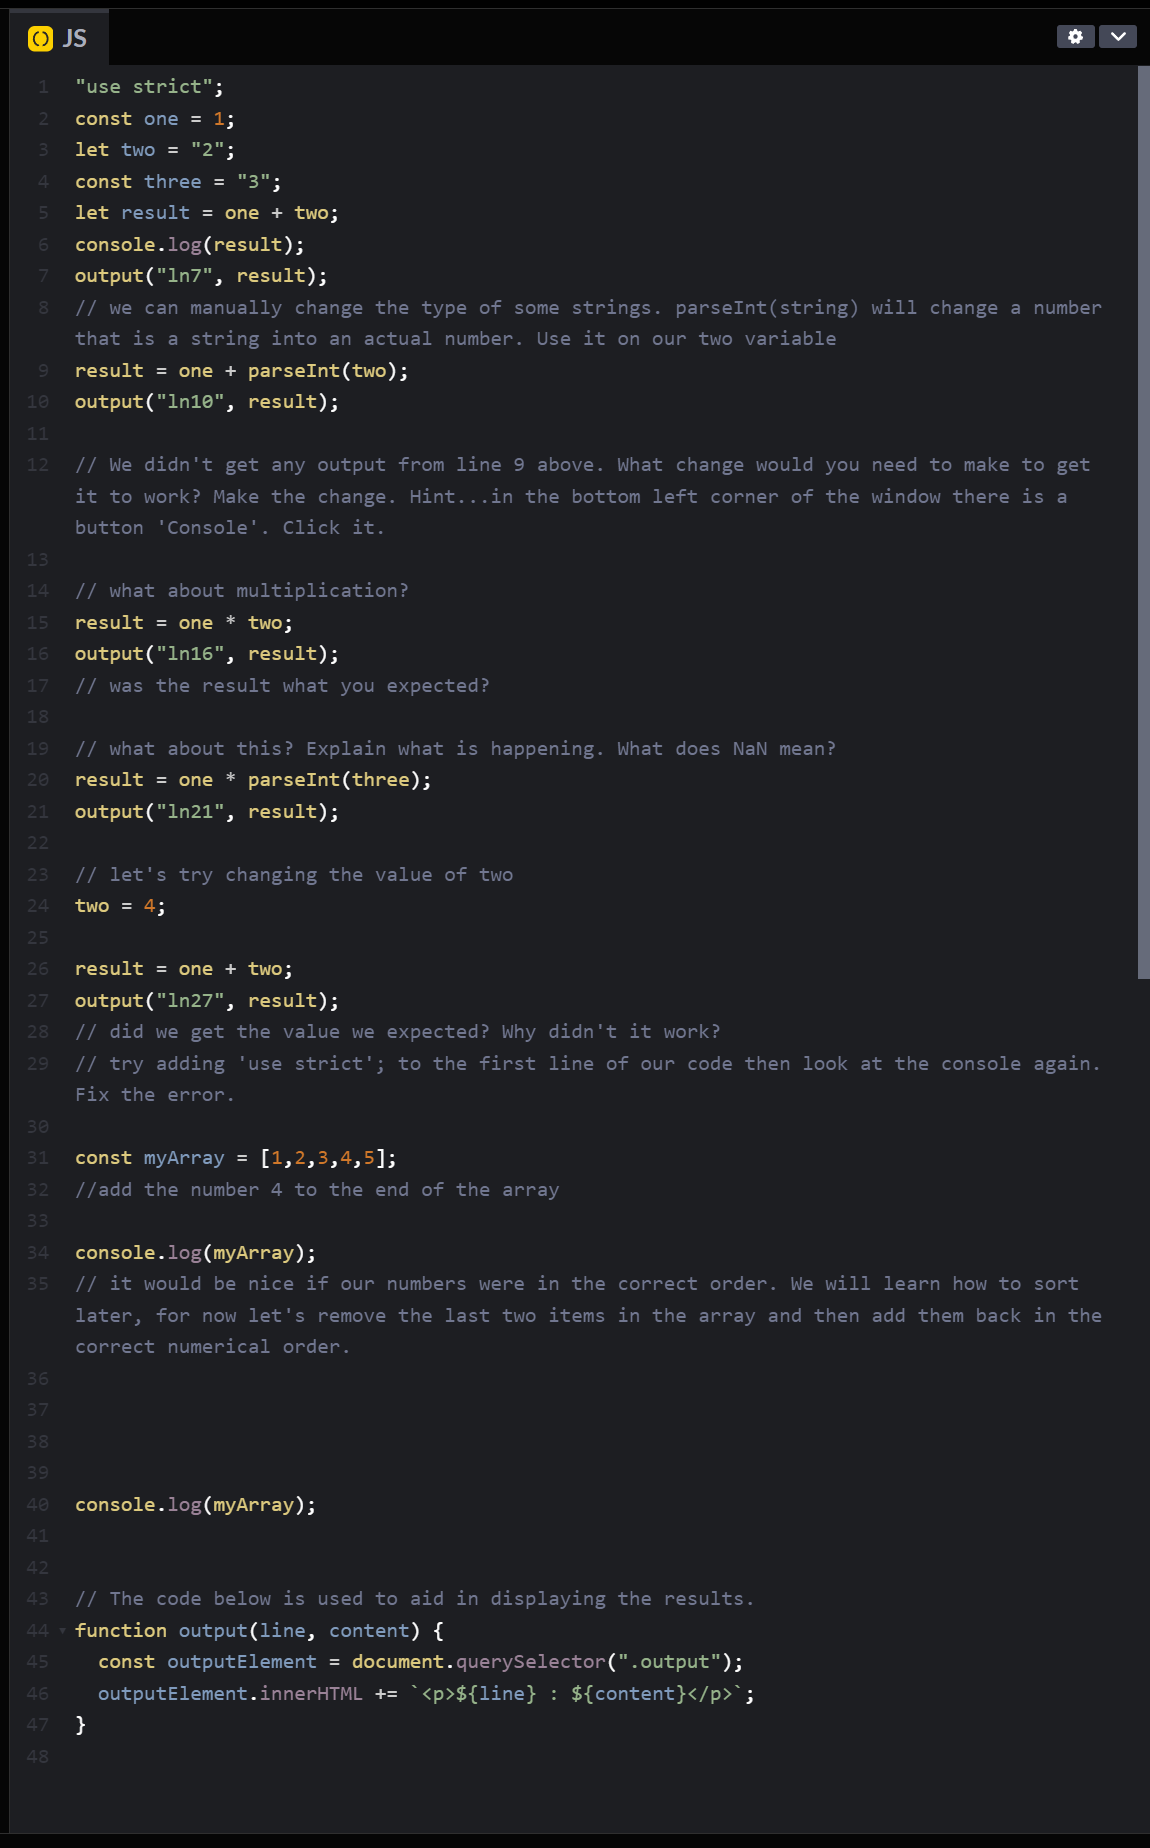 JS
1 "use strict";
2 const one = 1;
3 let two = "2";
4 const three = "3";
5 let result = one + two;
6 console.log(result);
7 output("ln7", result);
8 // we can manually change the type of some strings. parseInt(string) will change a number
that is a string into an actual number. Use it on our two variable
9 result = one + parseInt(two);
10 output("ln10", result);
11
12 // We didn't get any output from line 9 above. What change would you need to make to get
it to work? Make the change. Hint...in the bottom left corner of the window there is a
button 'Console'. Click it.
13
14 // what about multiplication?
15 result = one * two;
16 output("ln16", result);
17 // was the result what you expected?
18
19 // what about this? Explain what is happening. What does NaN mean?
20 result = one * parseInt(three);
21 output("ln21", result);
22
23 // let's try changing the value of two
24 two = 4;
25
26 result = one + two;
27 output("ln27", result);
28 // did we get the value we expected? Why didn't it work?
29 // try adding 'use strict'; to the first line of our code then look at the console again.
Fix the error.
30
31 const myArray = [1,2,3,4,5];
32 //add the number 4 to the end of the array
33
34 console.log(myArray);
35 // it would be nice if our numbers were in the correct order. We will learn how to sort
later, for now let's remove the last two items in the array and then add them back in the
correct numerical order.
36
37
38
39
40 console.log(myArray);
41
42
43 // The code below is used to aid in displaying the results.
44 function output(line, content) {
45 const outputElement = document.querySelector(".output");
46 outputElement.innerHTML += `<p>${line} : ${content}</p>`;
47 }
48